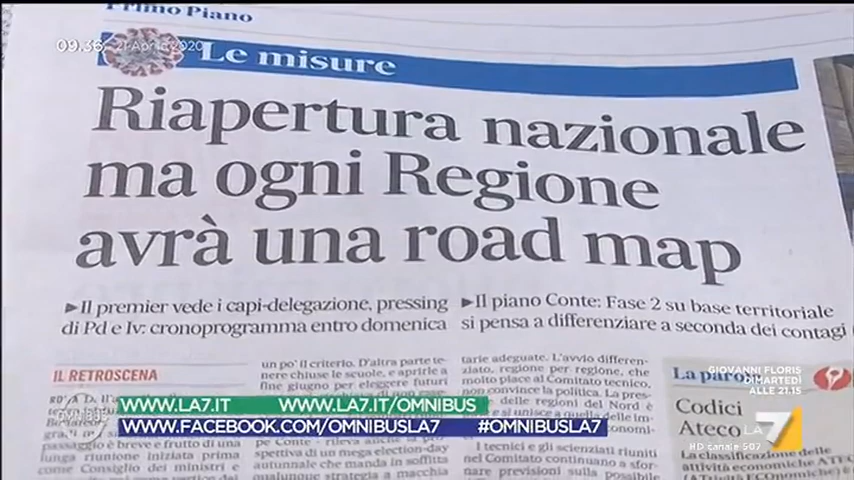 Primo Piano
09.36 21 Aprile 2020
Le misure
Riapertura nazionale
ma ogni Regione
avrà una road map
►Il premier vede i capi-delegazione, pressing
di Pd e Iv: cronoprogramma entro domenica
►Il piano Conte: Fase 2 su base territoriale
si pensa a differenziare a seconda dei contagi
IL RETROSCENA
passaggio è breve e frutto di una
lunga riunione iniziata prima
come Consiglio dei ministri e
un po' il criterio. D'altra parte te-
nere chiuse le scuole, e aprirle a
fine giugno per eleggere futuri
pe Conte - rileva anche la pro-
spettiva di un mega election-day
autunnale che manda in soffitta
qualunque strategia a macchia
tarie adeguate. L'avvio differen-
ziato, regione per regione, che
molto piace al Comitato tecnico,
non convince la politica. La pres-
delle regioni del Nord è
e si unisce a quella delle im-
I tecnici e gli scienziati riuniti
nel Comitato continuano a sfor-
nare previsioni sulla possibili
La parola
Codici
Ateco
La classificazione delle
attività economiche ATECO
GIOVANNI FLORIS
DIMARTEDÌ
ALLE 21.15
WWW.LA7.IT WWW.LA7.IT/OMNIBUS
WWW.FACEBOOK.COM/OMNIBUSLA7 #OMNIBUSLA7
OMNIBUS
LA7
HD canale 507